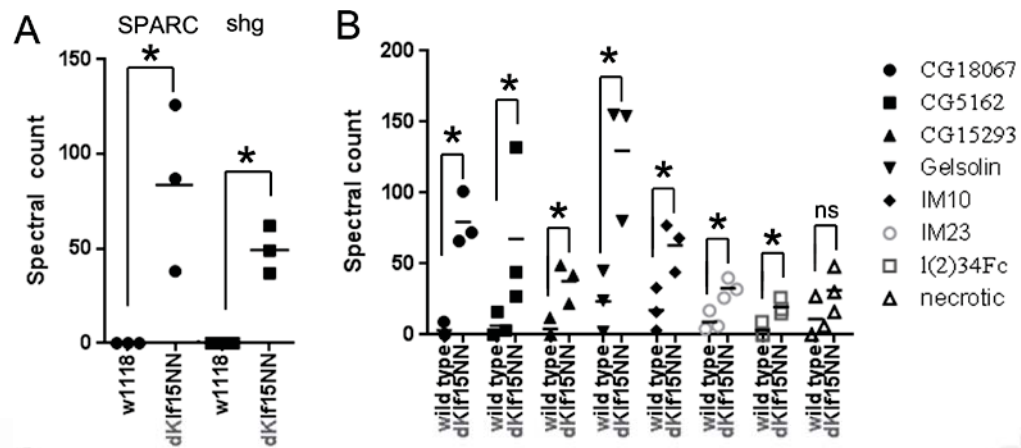 A
SPARC shg
*
*
Spectral count
150
100
50
0
w1118
dKlf15NN
w1118
dKlf15NN
B
Spectral count
200
150
100
50
0
*
*
*
*
*
*
*
ns
wild type
dKlf15NN
wild type
dKlf15NN
wild type
dKlf15NN
wild type
dKlf15NN
wild type
dKlf15NN
wild type
dKlf15NN
wild type
dKlf15NN
wild type
dKlf15NN
CG18067
CG5162
CG15293
Gelsolin
IM10
IM23
l(2)34Fc
necrotic